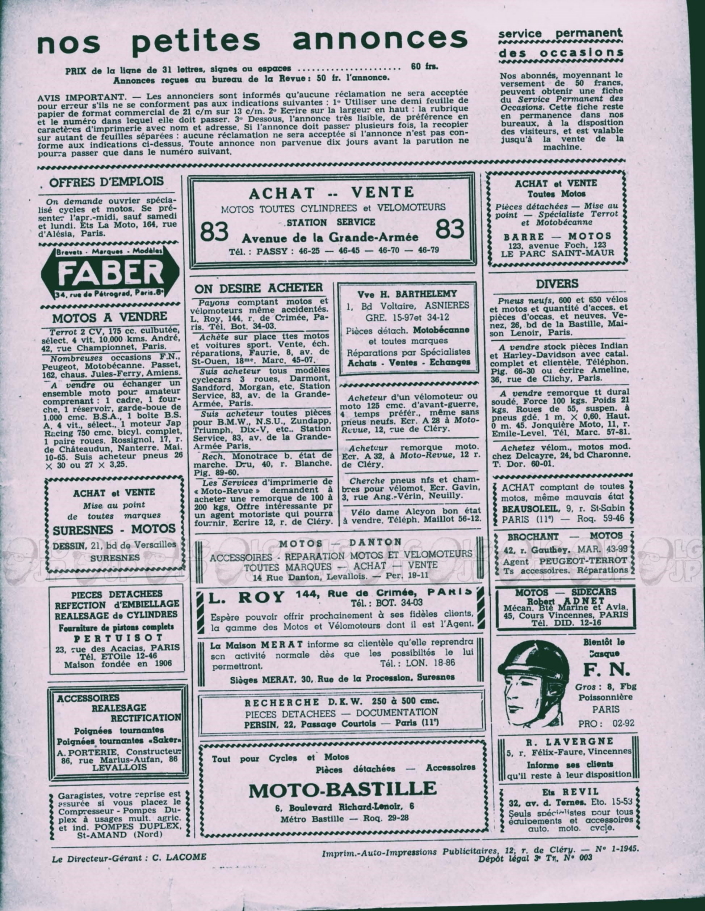 nos petites annonces
PRIX de la ligne de 31 lettres, signes ou espaces ..................... 60 frs.
Annonces reçues au bureau de la Revue : 50 fr. l'annonce.
AVIS IMPORTANT. — Les annonciers sont informés qu'aucune réclamation ne sera acceptée
pour erreur s'ils ne se conforment pas aux indications suivantes : 1º Utiliser une demi feuille de
papier de format commercial de 21 c/m sur 13 c/m. 2º Ecrire sur la largeur en haut : la rubrique
et le numéro dans lequel elle doit passer. 3º Dessous, l'annonce très lisible, de préférence en
caractères d'imprimerie avec nom et adresse. Si l'annonce doit passer plusieurs fois, la recopier
sur autant de feuilles séparées : aucune réclamation ne sera acceptée si l'annonce n'est pas con-
forme aux indications ci-dessus. Toute annonce non parvenue dix jours avant la parution ne
pourra passer que dans le numéro suivant.
service permanent
des occasions
Nos abonnés, moyennant le
versement de 50 francs,
peuvent obtenir une fiche
du Service Permanent des
Occasions. Cette fiche reste
en permanence dans nos
bureaux, à la disposition
des visiteurs, et est valable
jusqu'à la vente de la
machine.
OFFRES D'EMPLOIS
On demande ouvrier spécia-
lisé cycles et motos. Se pré-
senter l'apr.-midi, sauf samedi
et lundi. Ets La Moto, 164, rue
d'Alésia, Paris.
Brevets - Marques - Modèles
FABER
34, rue de Pétrograd, Paris.8e
MOTOS A VENDRE
Terrot 2 CV, 175 cc. culbutée,
sélect. 4 vit, 10.000 kms. André,
42, rue Championnet, Paris.
Nombreuses occasions F.N.,
Peugeot, Motobécane. Passet,
162, chaus. Jules-Ferry, Amiens.
A vendre ou échanger un
ensemble moto pour amateur
comprenant : 1 cadre, 1 four-
che, 1 réservoir, garde-boue de
1.000 cmc. B.S.A., 1 boîte B.S.
A, 4 vit., sélect., 1 moteur Jap
Racing 750 cmc. bicyl. complet,
1 paire roues. Rossignol, 17, r.
de Châteaudun, Nanterre. Mai.
10-65. Suis acheteur pneus 26
× 30 ou 27 × 3,25.
ACHAT et VENTE
Mise au point
de toutes marques
SURESNES - MOTOS
DESSIN, 21, bd de Versailles
SURESNES
PIECES DETACHEES
REFECTION d'EMBIELLAGE
REALESAGE de CYLINDRES
Fourniture de pistons complets
PERTUISOT
23, rue des Acacias, PARIS
Tél. ETOile 12-46
Maison fondée en 1906
ACCESSOIRES
REALESAGE
RECTIFICATION
Poignées tournantes
Poignées tournantes «Saker»
A. PORTERIE, Constructeur
86, rue Marius-Aufan, 86
LEVALLOIS
Garagistes, votre reprise est
assurée si vous placez le
Compresseur - Pompes Du-
plex à usages mult. agric.
et ind. POMPES DUPLEX,
St-AMAND (Nord)
ACHAT -- VENTE
MOTOS TOUTES CYLINDREES et VELOMOTEURS
STATION SERVICE
83 Avenue de la Grande-Armée 83
Tél. : PASSY : 46-25 — 46-45 — 46-70 — 46-79
ON DESIRE ACHETER
Payons comptant motos et
vélomoteurs même accidentés.
L. Roy, 144, r. de Crimée, Pa-
ris. Tél. Bot. 34-03.
Achète sur place ttes motos
et voitures sport. Vente, éch.
réparations, Faurie, 8, av. de
St-Ouen, 18me. Marc. 45-07.
Suis acheteur tous modèles
cyclecars 3 roues, Darmont,
Sandford, Morgan, etc. Station
Service, 83, av. de la Grande-
Armée, Paris.
Suis acheteur toutes pièces
pour B.M.W., N.S.U., Zundapp,
Triumph, Dix-V, etc.. Station
Service, 83, av. de la Grande-
Armée Paris.
Rech. Monotrace b. état de
marche. Dru, 40, r. Blanche.
Pig. 89-60.
Les Services d'imprimerie de
« Moto-Revue » demandent à
acheter une remorque de 100 à
200 kgs, Offre intéressante pr
un agent motoriste qui pourra
fournir. Ecrire 12, r. de Cléry.
Vve H. BARTHELEMY
1, Bd Voltaire, ASNIERES
GRE. 15-97 et 34-12
Pièces détach. Motobécanne
et toutes marques
Réparations par Spécialistes
Achats - Ventes - Echanges
Acheteur d'un vélomoteur ou
moto 125 cmc. d'avant-guerre,
4 temps préfér., même sans
pneus neufs. Ecr. A 28 à Moto-
Revue, 12, rue de Cléry.
Acheteur remorque moto.
Ecr. A.32, à Moto-Revue, 12 r.
de Cléry.
Cherche pneus nfs et cham-
bres pour vélomot, Ecr. Gavin,
3, rue Ang.-Vérin, Neuilly.
Vélo dame Alcyon bon état
à vendre, Téléph. Maillot 56-12.
MOTOS - DANTON
ACCESSOIRES - REPARATION MOTOS ET VELOMOTEURS
TOUTES MARQUES — ACHAT — VENTE
14 Rue Danton, Levallois. — Per. 19-11
L. ROY 144, Rue de Crimée, PARIS
Tél. : BOT. 34-03
Espère pouvoir offrir prochainement à ses fidèles clients,
la gamme des Motos et Vélomoteurs dont il est l'Agent.
La Maison MERAT informe sa clientèle qu'elle reprendra
son activité normale dès que les possibilités le lui
permettront. Tél. : LON. 18-86
Sièges MERAT, 30, Rue de la Procession, Suresnes
RECHERCHE D.K.W. 250 à 500 cmc.
PIECES DETACHEES — DOCUMENTATION
PERSIN, 22, Passage Courtois — Paris (11e)
Tout pour Cycles et Motos
Pièces détachées — Accessoires
MOTO-BASTILLE
6, Boulevard Richard-Lenoir, 6
Métro Bastille — Roq. 29-28
ACHAT et VENTE
Toutes Motos
Pièces détachées — Mise au
point — Spécialiste Terrot
et Motobécanne
BARRE — MOTOS
123, avenue Foch, 123
LE PARC SAINT-MAUR
DIVERS
Pneus neufs, 600 et 650 vélos
et motos et quantité d'acces. et
pièces d'occas, et neuves. Ve-
nez, 26, bd de la Bastille, Mai-
son Lenoir, Paris.
A vendre stock pièces Indian
et Harley-Davidson avec catal.
complet et clientèle. Téléphon.
Pig. 66-30 ou écrire Ameline,
36, rue de Clichy, Paris.
A vendre remorque tt dural
soudé. Force 100 kgs. Poids 21
kgs. Roues de 55, suspen. à
pneus gdé. 1 m. × 0,60. Haut.
0 m. 45. Jonquière Moto, 11, r.
Emile-Level, Tél, Marc. 57-81.
Achetez vélom., motos mod.
chez Delcayre, 24, bd Charonne,
T. Dor. 60-01.
ACHAT comptant de toutes
motos, même mauvais état
BEAUSOLEIL, 9, r. St-Sabin
PARIS (11e) — Roq. 59-46
BROCHANT - MOTOS
42, r. Gauthey, MAR. 43-99
Agent PEUGEOT-TERROT
Ts accessoires. Réparations
MOTOS — SIDECARS
Robert ADNET
Mécan. Bté Marine et Avia.
45, Cours Vincennes, PARIS
Tél. DID. 12-16
Bientôt le
Casque
F. N.
Gros : 8, Fbg
Poissonnière
PARIS
PRO : 02-92
R. LAVERGNE
5, r. Félix-Faure, Vincennes
Informe ses clients
qu'il reste à leur disposition
Ets REVIL
32, av. d. Ternes. Eto. 15-53
Seuls spécialistes pour tous
équipements et accessoires
auto. moto. cycle.
Le Directeur-Gérant : C. LACOME
Imprim.-Auto-Impressions Publicitaires, 12, r. de Cléry. — Nº 1-1945.
Dépôt légal 3e Tr, Nº 003